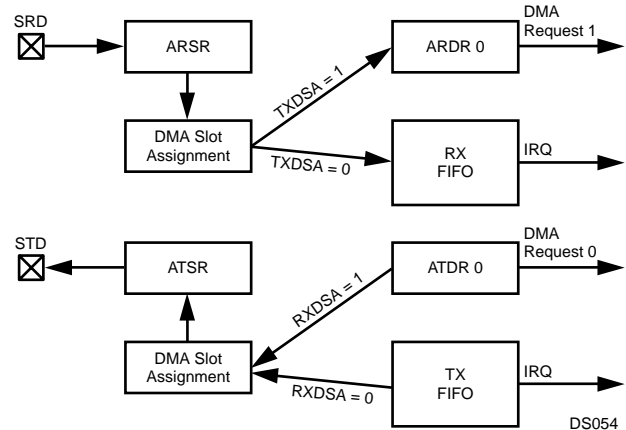 SRD
ARSR
ARDR 0
DMA
Request 1
TXDSA = 1
DMA Slot
Assignment
TXDSA = 0
RX
FIFO
IRQ
STD
ATSR
ATDR 0
DMA
Request 0
RXDSA = 1
DMA Slot
Assignment
RXDSA = 0
TX
FIFO
IRQ
DS054